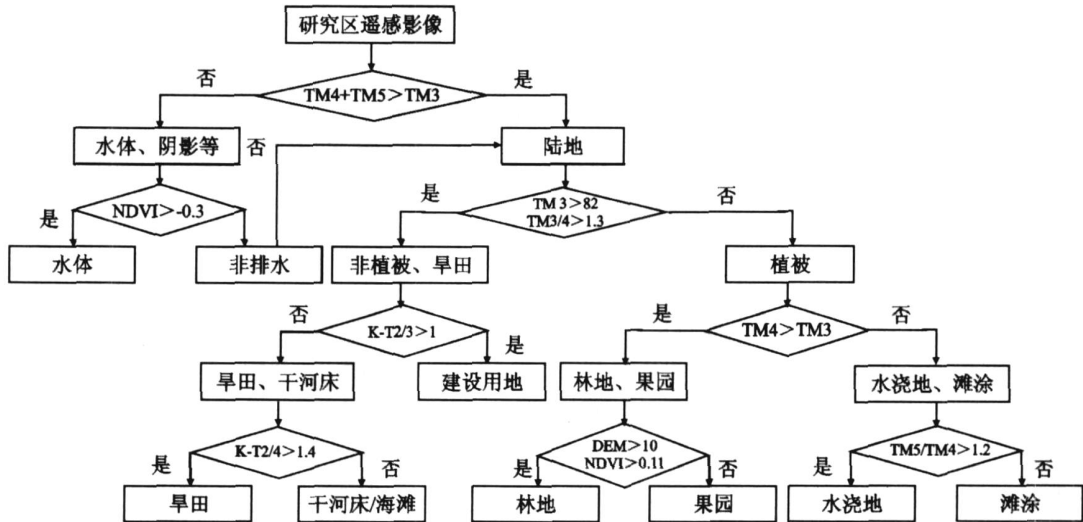 研究区遥感影像
否
是
TM4+TM5>TM3
水体、阴影等
否
陆地
是
NDVI>-0.3
是
TM 3>82
TM3/4>1.3
否
水体
非排水
非植被、旱田
植被
否
K-T2/3>1
是
是
TM4>TM3
否
旱田、干河床
建设用地
林地、果园
水浇地、滩涂
K-T2/4>1.4
DEM>10
NDVI>0.11
TM5/TM4>1.2
是
否
是
否
是
否
旱田
干河床/海滩
林地
果园
水浇地
滩涂